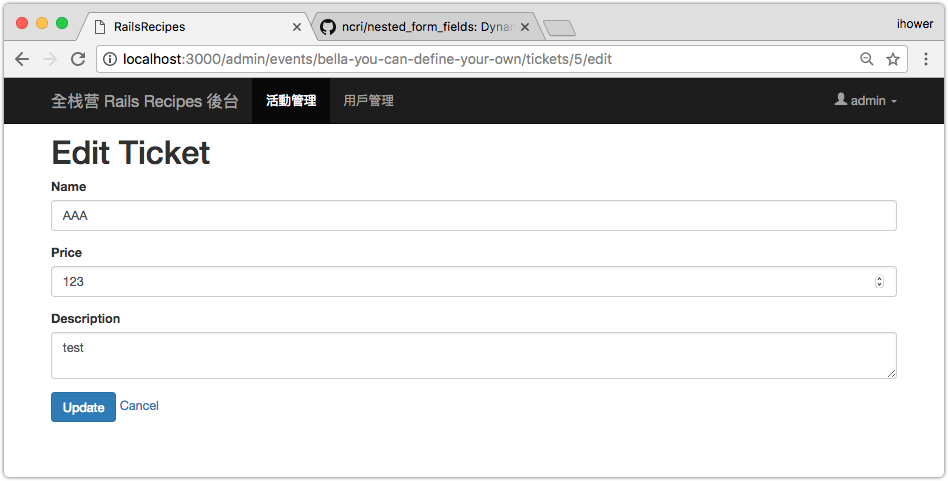 RailsRecipes
ncri/nested_form_fields: Dynan
ihower
localhost:3000/admin/events/bella-you-can-define-your-own/tickets/5/edit
全栈营 Rails Recipes 後台 活動管理 用戶管理 admin
Edit Ticket
Name
AAA
Price
123
Description
test
Update Cancel